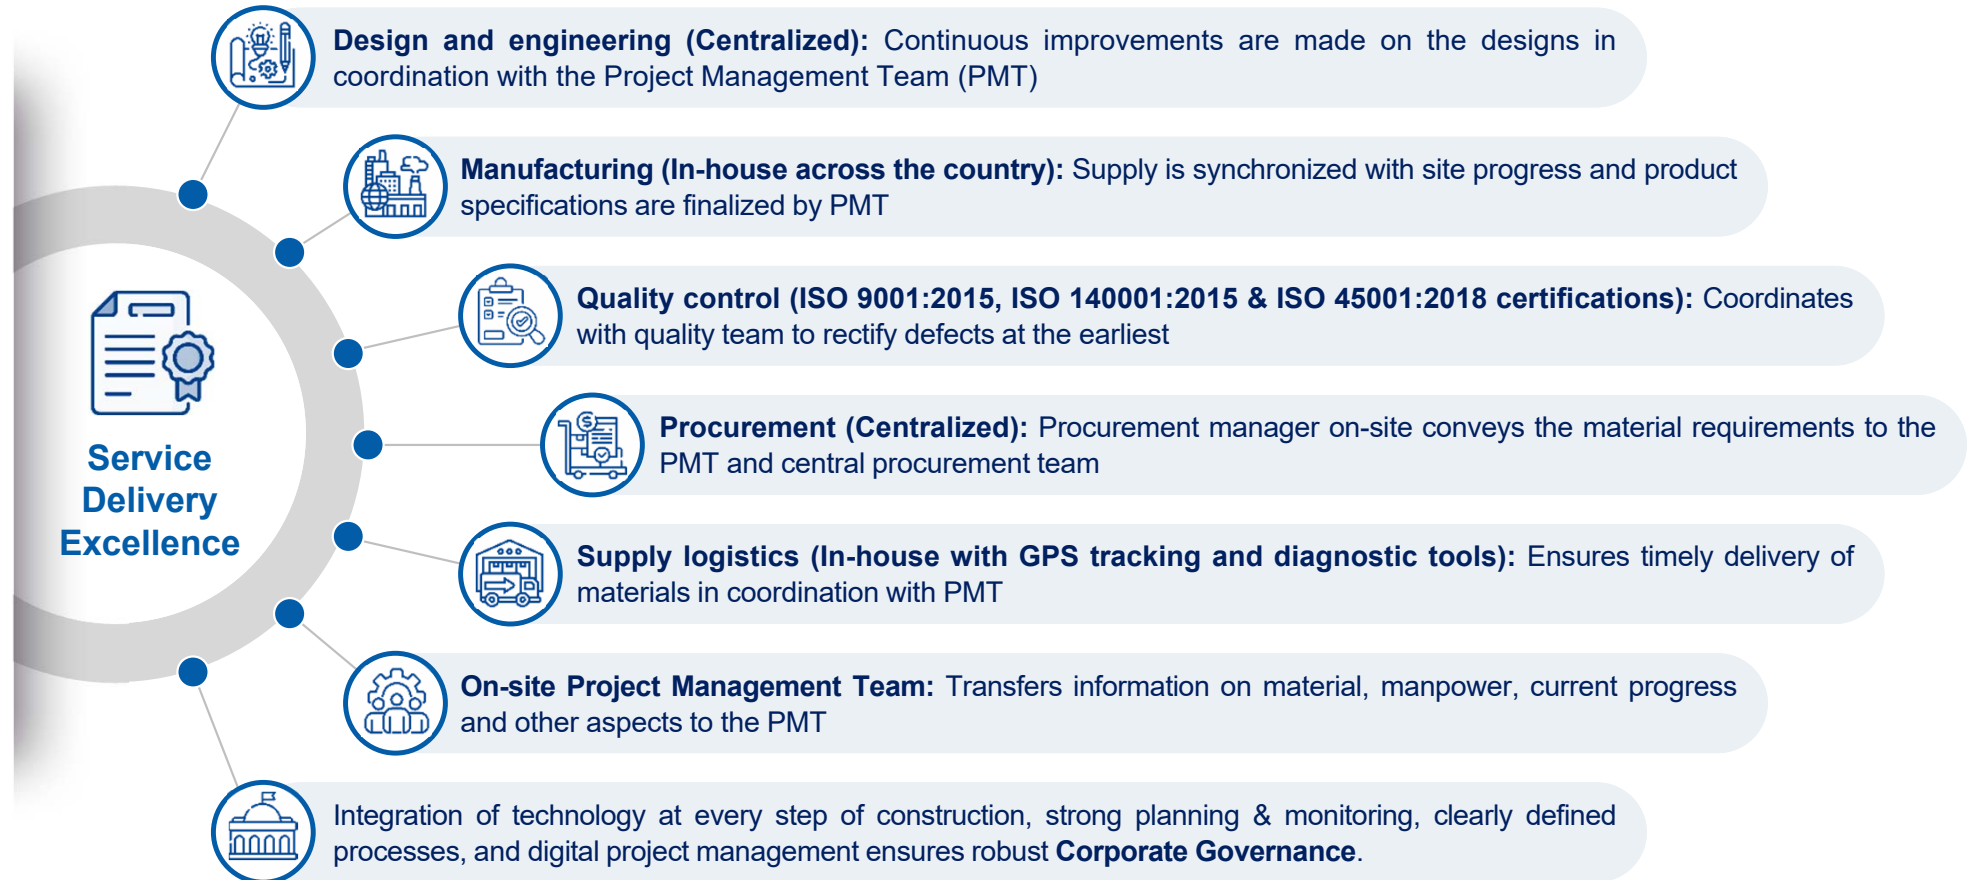 Design and engineering (Centralized): Continuous improvements are made on the designs in
coordination with the Project Management Team (PMT)
Manufacturing (In-house across the country): Supply is synchronized with site progress and product
specifications are finalized by PMT
Quality control (ISO 9001:2015, ISO 140001:2015 & ISO 45001:2018 certifications): Coordinates
with quality team to rectify defects at the earliest
Service
Delivery
Excellence
Procurement (Centralized): Procurement manager on-site conveys the material requirements to the
PMT and central procurement team
Supply logistics (In-house with GPS tracking and diagnostic tools): Ensures timely delivery of
materials in coordination with PMT
On-site Project Management Team: Transfers information on material, manpower, current progress
and other aspects to the PMT
Integration of technology at every step of construction, strong planning & monitoring, clearly defined
processes, and digital project management ensures robust Corporate Governance.